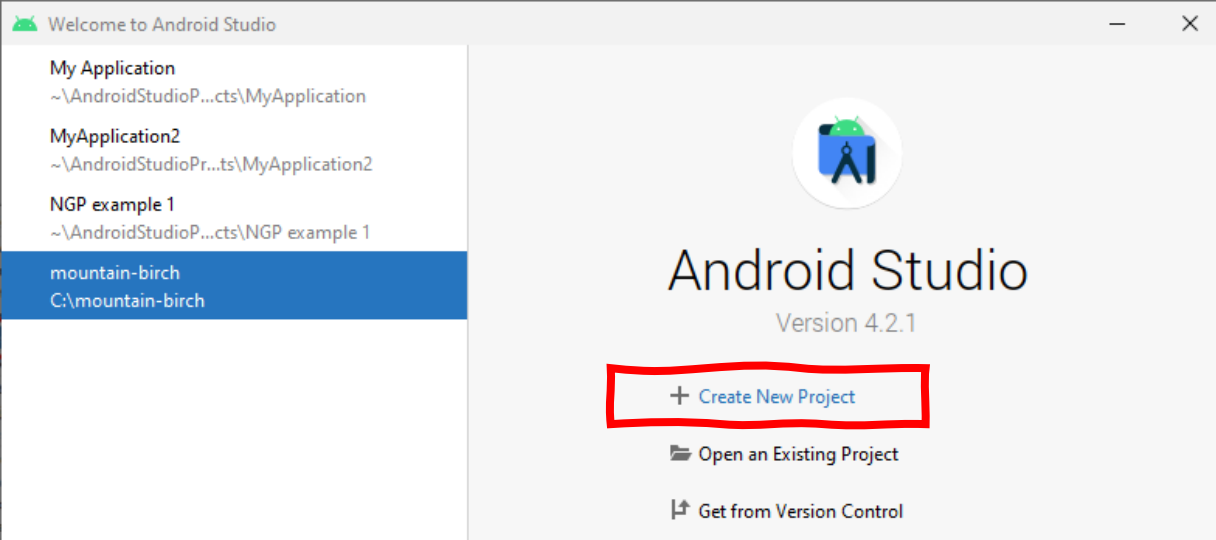 Welcome to Android Studio
My Application
~\AndroidStudioP...cts\MyApplication
MyApplication2
~\AndroidStudioPr...ts\MyApplication2
NGP example 1
~\AndroidStudioP...cts\NGP example 1
mountain-birch
C:\mountain-birch
Android Studio
Version 4.2.1
Create New Project
Open an Existing Project
Get from Version Control